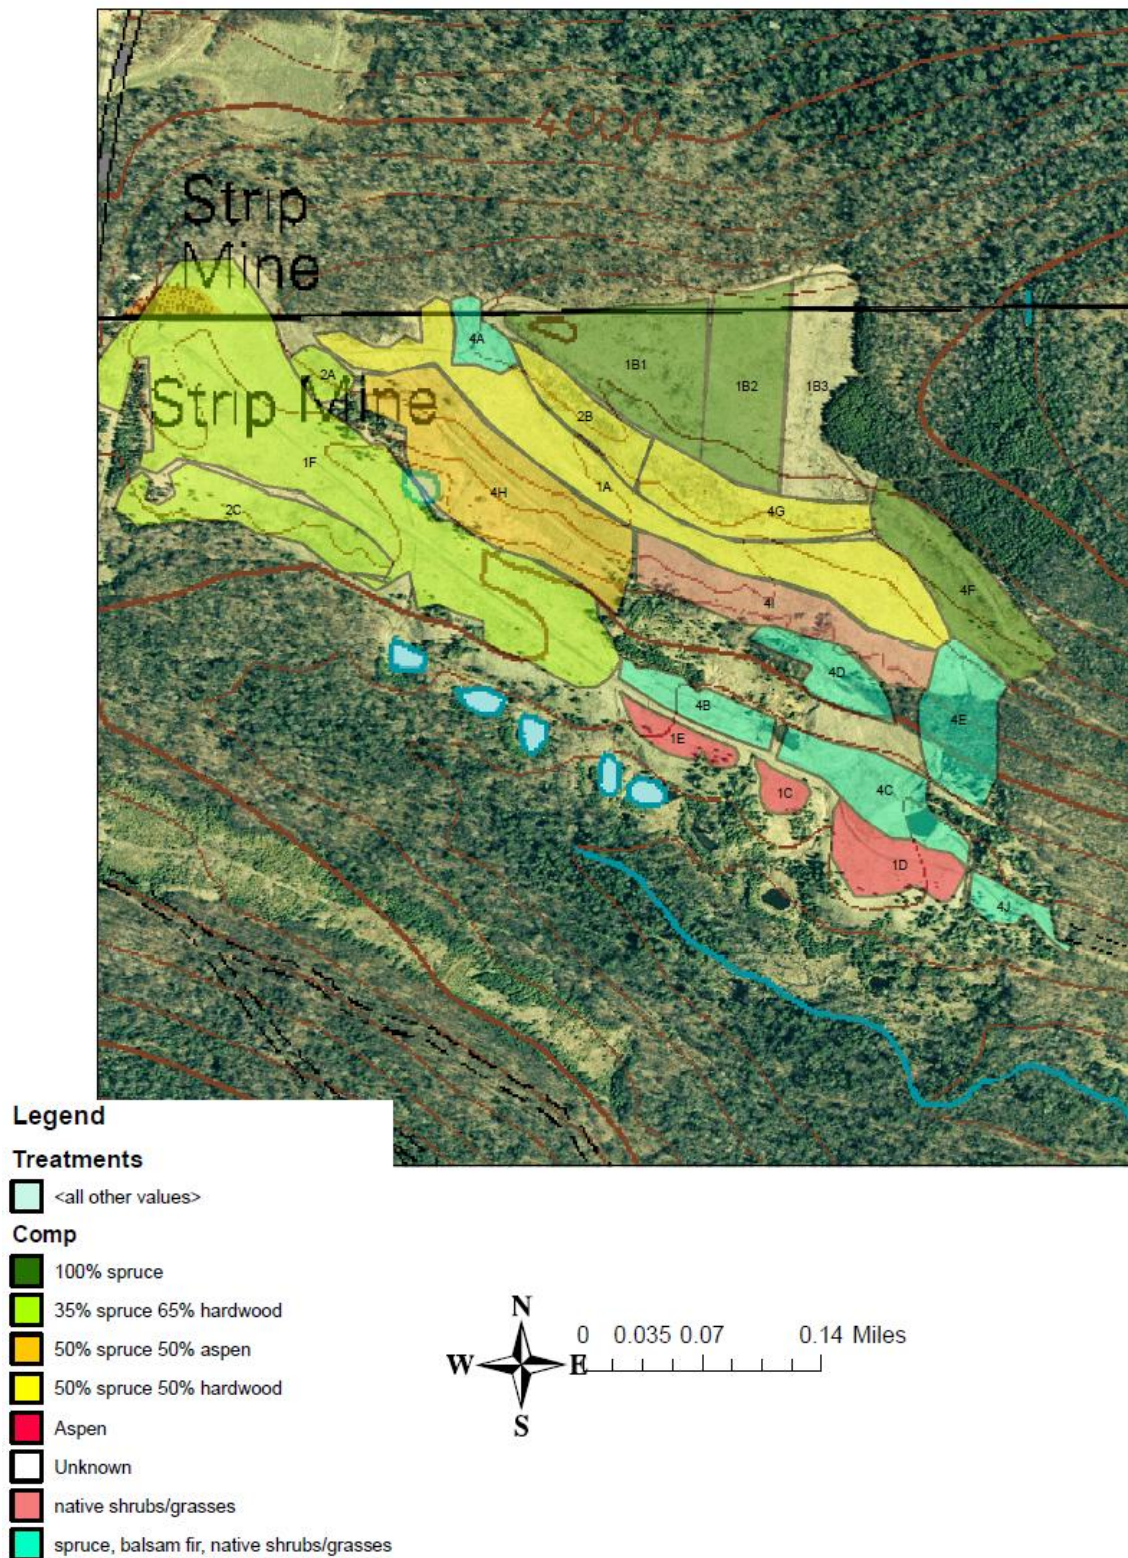 4000
Strip
Mine
4A
1B1
1B2
1B3
2A
Strip Mine
2B
1F
4H
1A
4G
2C
4F
4I
4D
4B
4E
1E
1C
4C
1D
4J
Legend
Treatments
<all other values>
Comp
100% spruce
35% spruce 65% hardwood
50% spruce 50% aspen
50% spruce 50% hardwood
Aspen
Unknown
native shrubs/grasses
spruce, balsam fir, native shrubs/grasses
N
W E
S
0 0.035 0.07 0.14 Miles